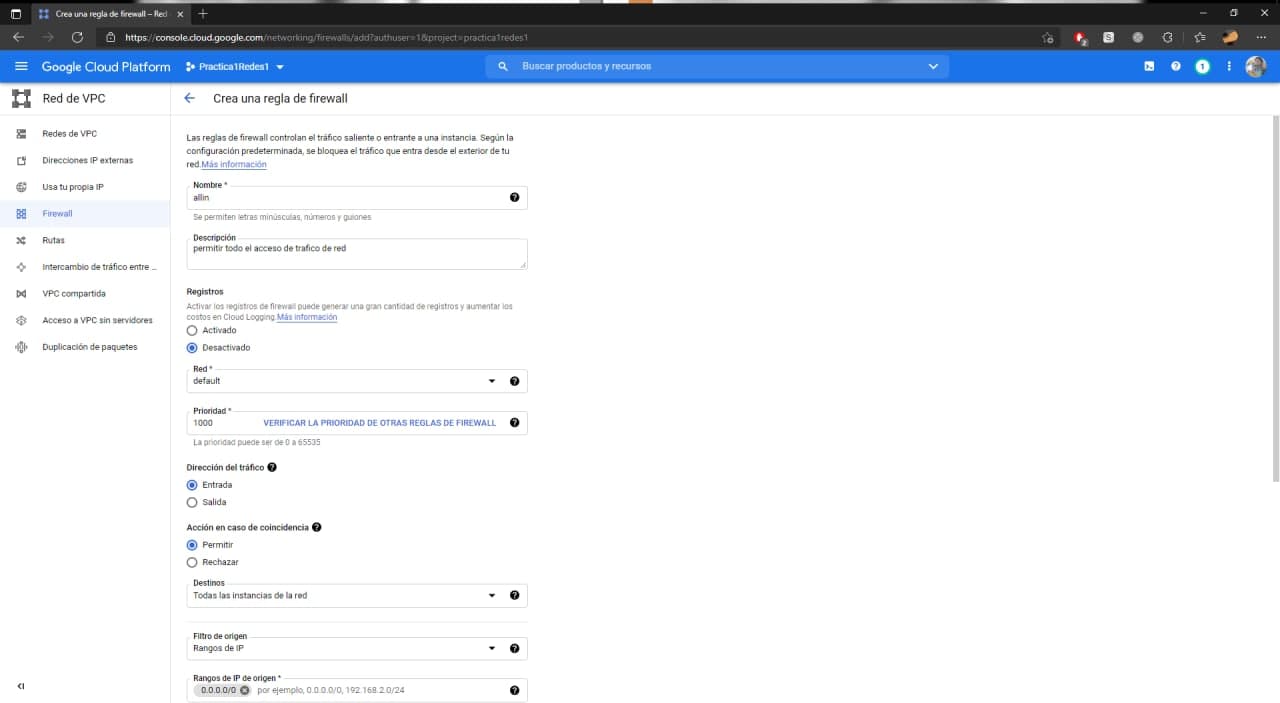 Crea una regla de firewall – Red
https://console.cloud.google.com/networking/firewalls/add?authuser=1&project=practica1redes1
2
S
Google Cloud Platform
Practica1Redes1
Buscar productos y recursos
1
Red de VPC
Crea una regla de firewall
Redes de VPC
Direcciones IP externas
Usa tu propia IP
Firewall
Rutas
Intercambio de tráfico entre ...
VPC compartida
Acceso a VPC sin servidores
Duplicación de paquetes
Las reglas de firewall controlan el tráfico saliente o entrante a una instancia. Según la
configuración predeterminada, se bloquea el tráfico que entra desde el exterior de tu
red.Más información
Nombre *
allin
Se permiten letras minúsculas, números y guiones
Descripción
permitir todo el acceso de trafico de red
Registros
Activar los registros de firewall puede generar una gran cantidad de registros y aumentar los
costos en Cloud Logging.Más información
Activado
Desactivado
Red *
default
Prioridad *
1000 VERIFICAR LA PRIORIDAD DE OTRAS REGLAS DE FIREWALL
La prioridad puede ser de 0 a 65535
Dirección del tráfico
Entrada
Salida
Acción en caso de coincidencia
Permitir
Rechazar
Destinos
Todas las instancias de la red
Filtro de origen
Rangos de IP
Rangos de IP de origen *
0.0.0.0/0 por ejemplo, 0.0.0.0/0, 192.168.2.0/24